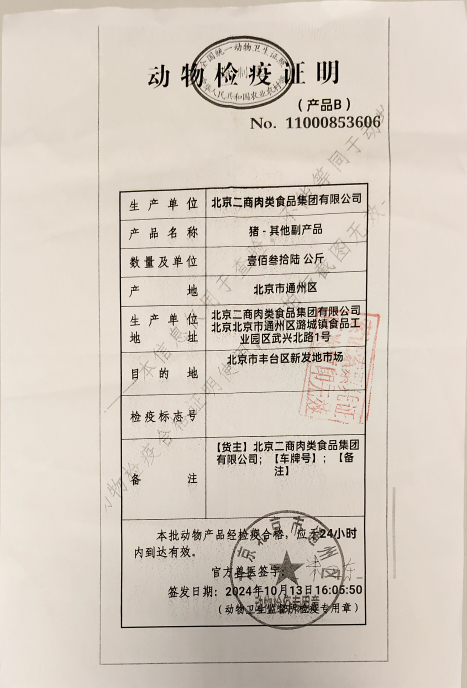 动物检疫证明
（产品B）
No. 11000853606
生产单位 北京二商肉类食品集团有限公司
产品名称 猪-其他副产品
数量及单位 壹佰叁拾陆 公斤
产地 北京市通州区
生产单位地址 北京二商肉类食品集团有限公司
北京北京市通州区潞城镇食品工
业园区武兴北路1号
目的地 北京市丰台区新发地市场
检疫标志号
备注 【货主】北京二商肉类食品集团
有限公司；【车牌号】；【备
注】
本批动物产品经检疫合格，应于24小时
内到达有效。
官方兽医签字：
签发日期：2024年10月13日16:05:50
（动物卫生监督所检疫专用章）
动物检疫专用章